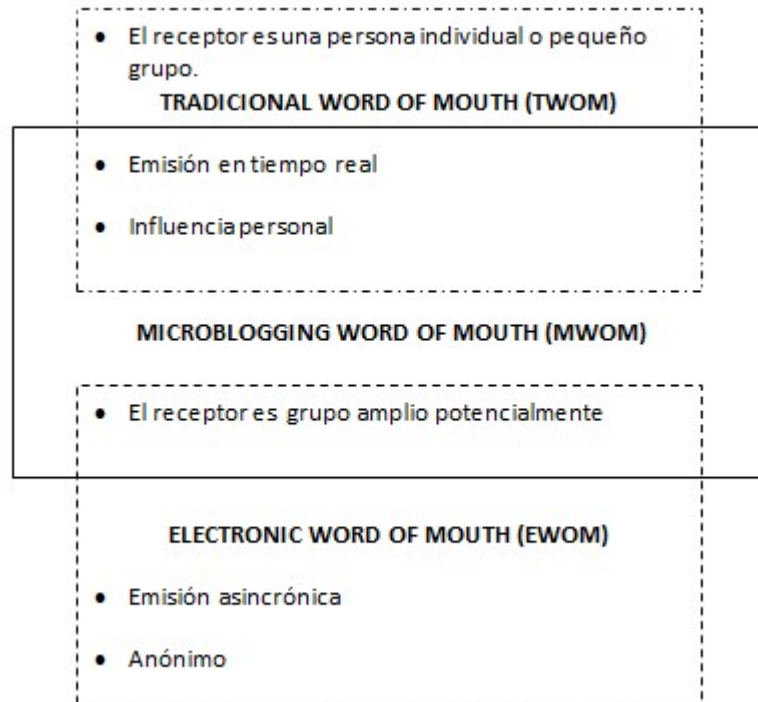 • El receptor es una persona individual o pequeño
grupo.
TRADICIONAL WORD OF MOUTH (TWOM)
• Emisión en tiempo real
• Influencia personal
MICROBLOGGING WORD OF MOUTH (MWOM)
• El receptor es grupo amplio potencialmente
ELECTRONIC WORD OF MOUTH (EWOM)
• Emisión asincrónica
• Anónimo